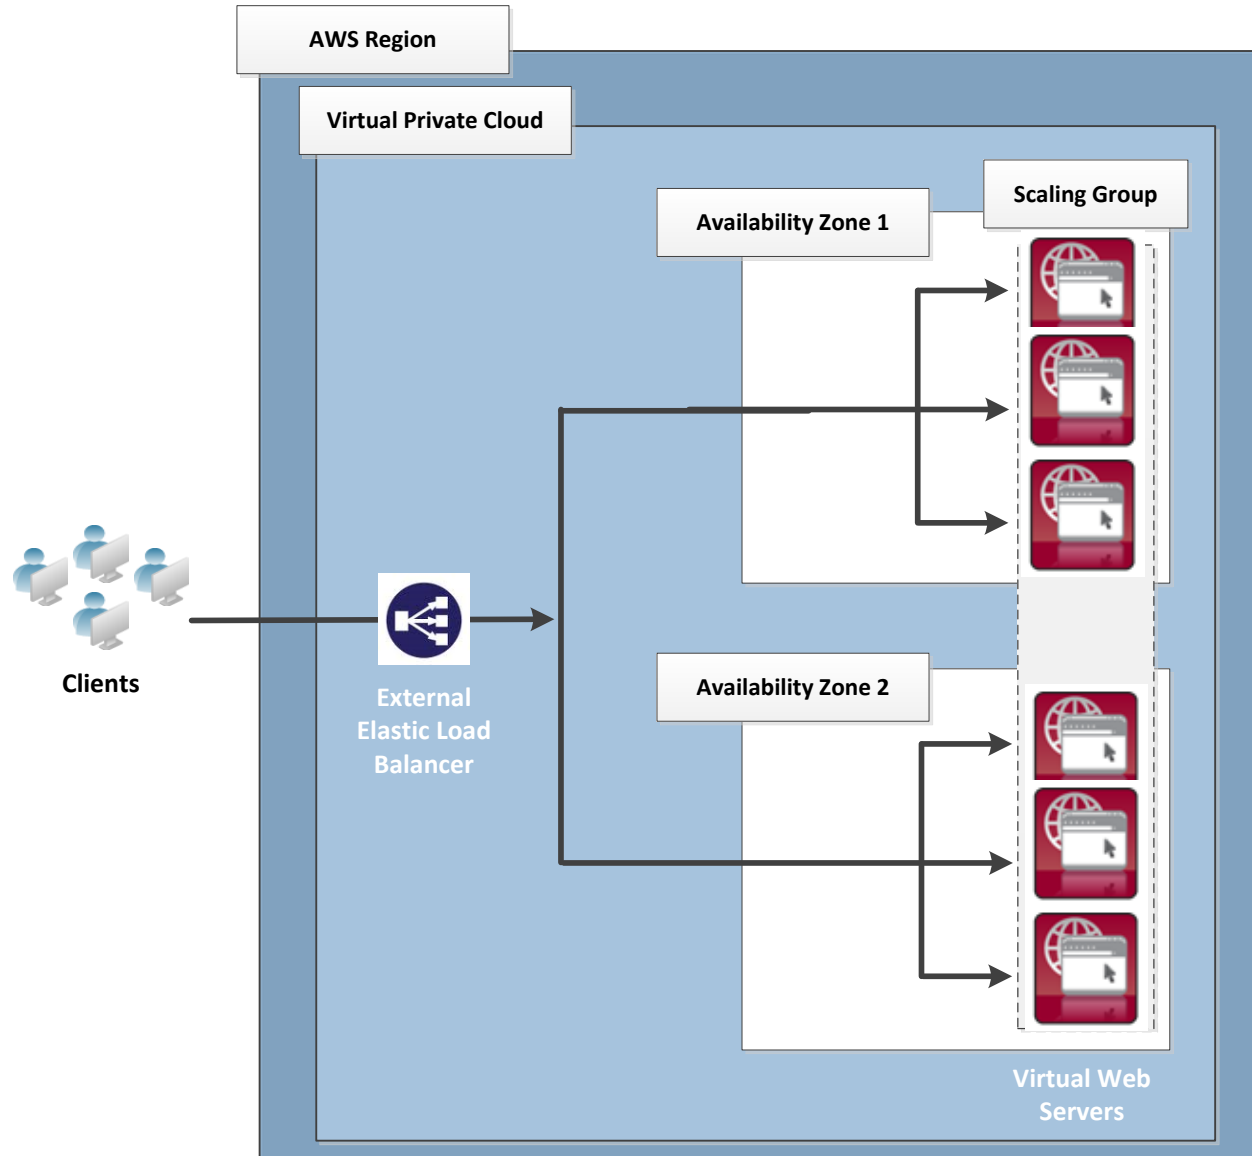 AWS Region
Virtual Private Cloud
Scaling Group
Availability Zone 1
Clients
External
Elastic Load
Balancer
Availability Zone 2
Virtual Web
Servers